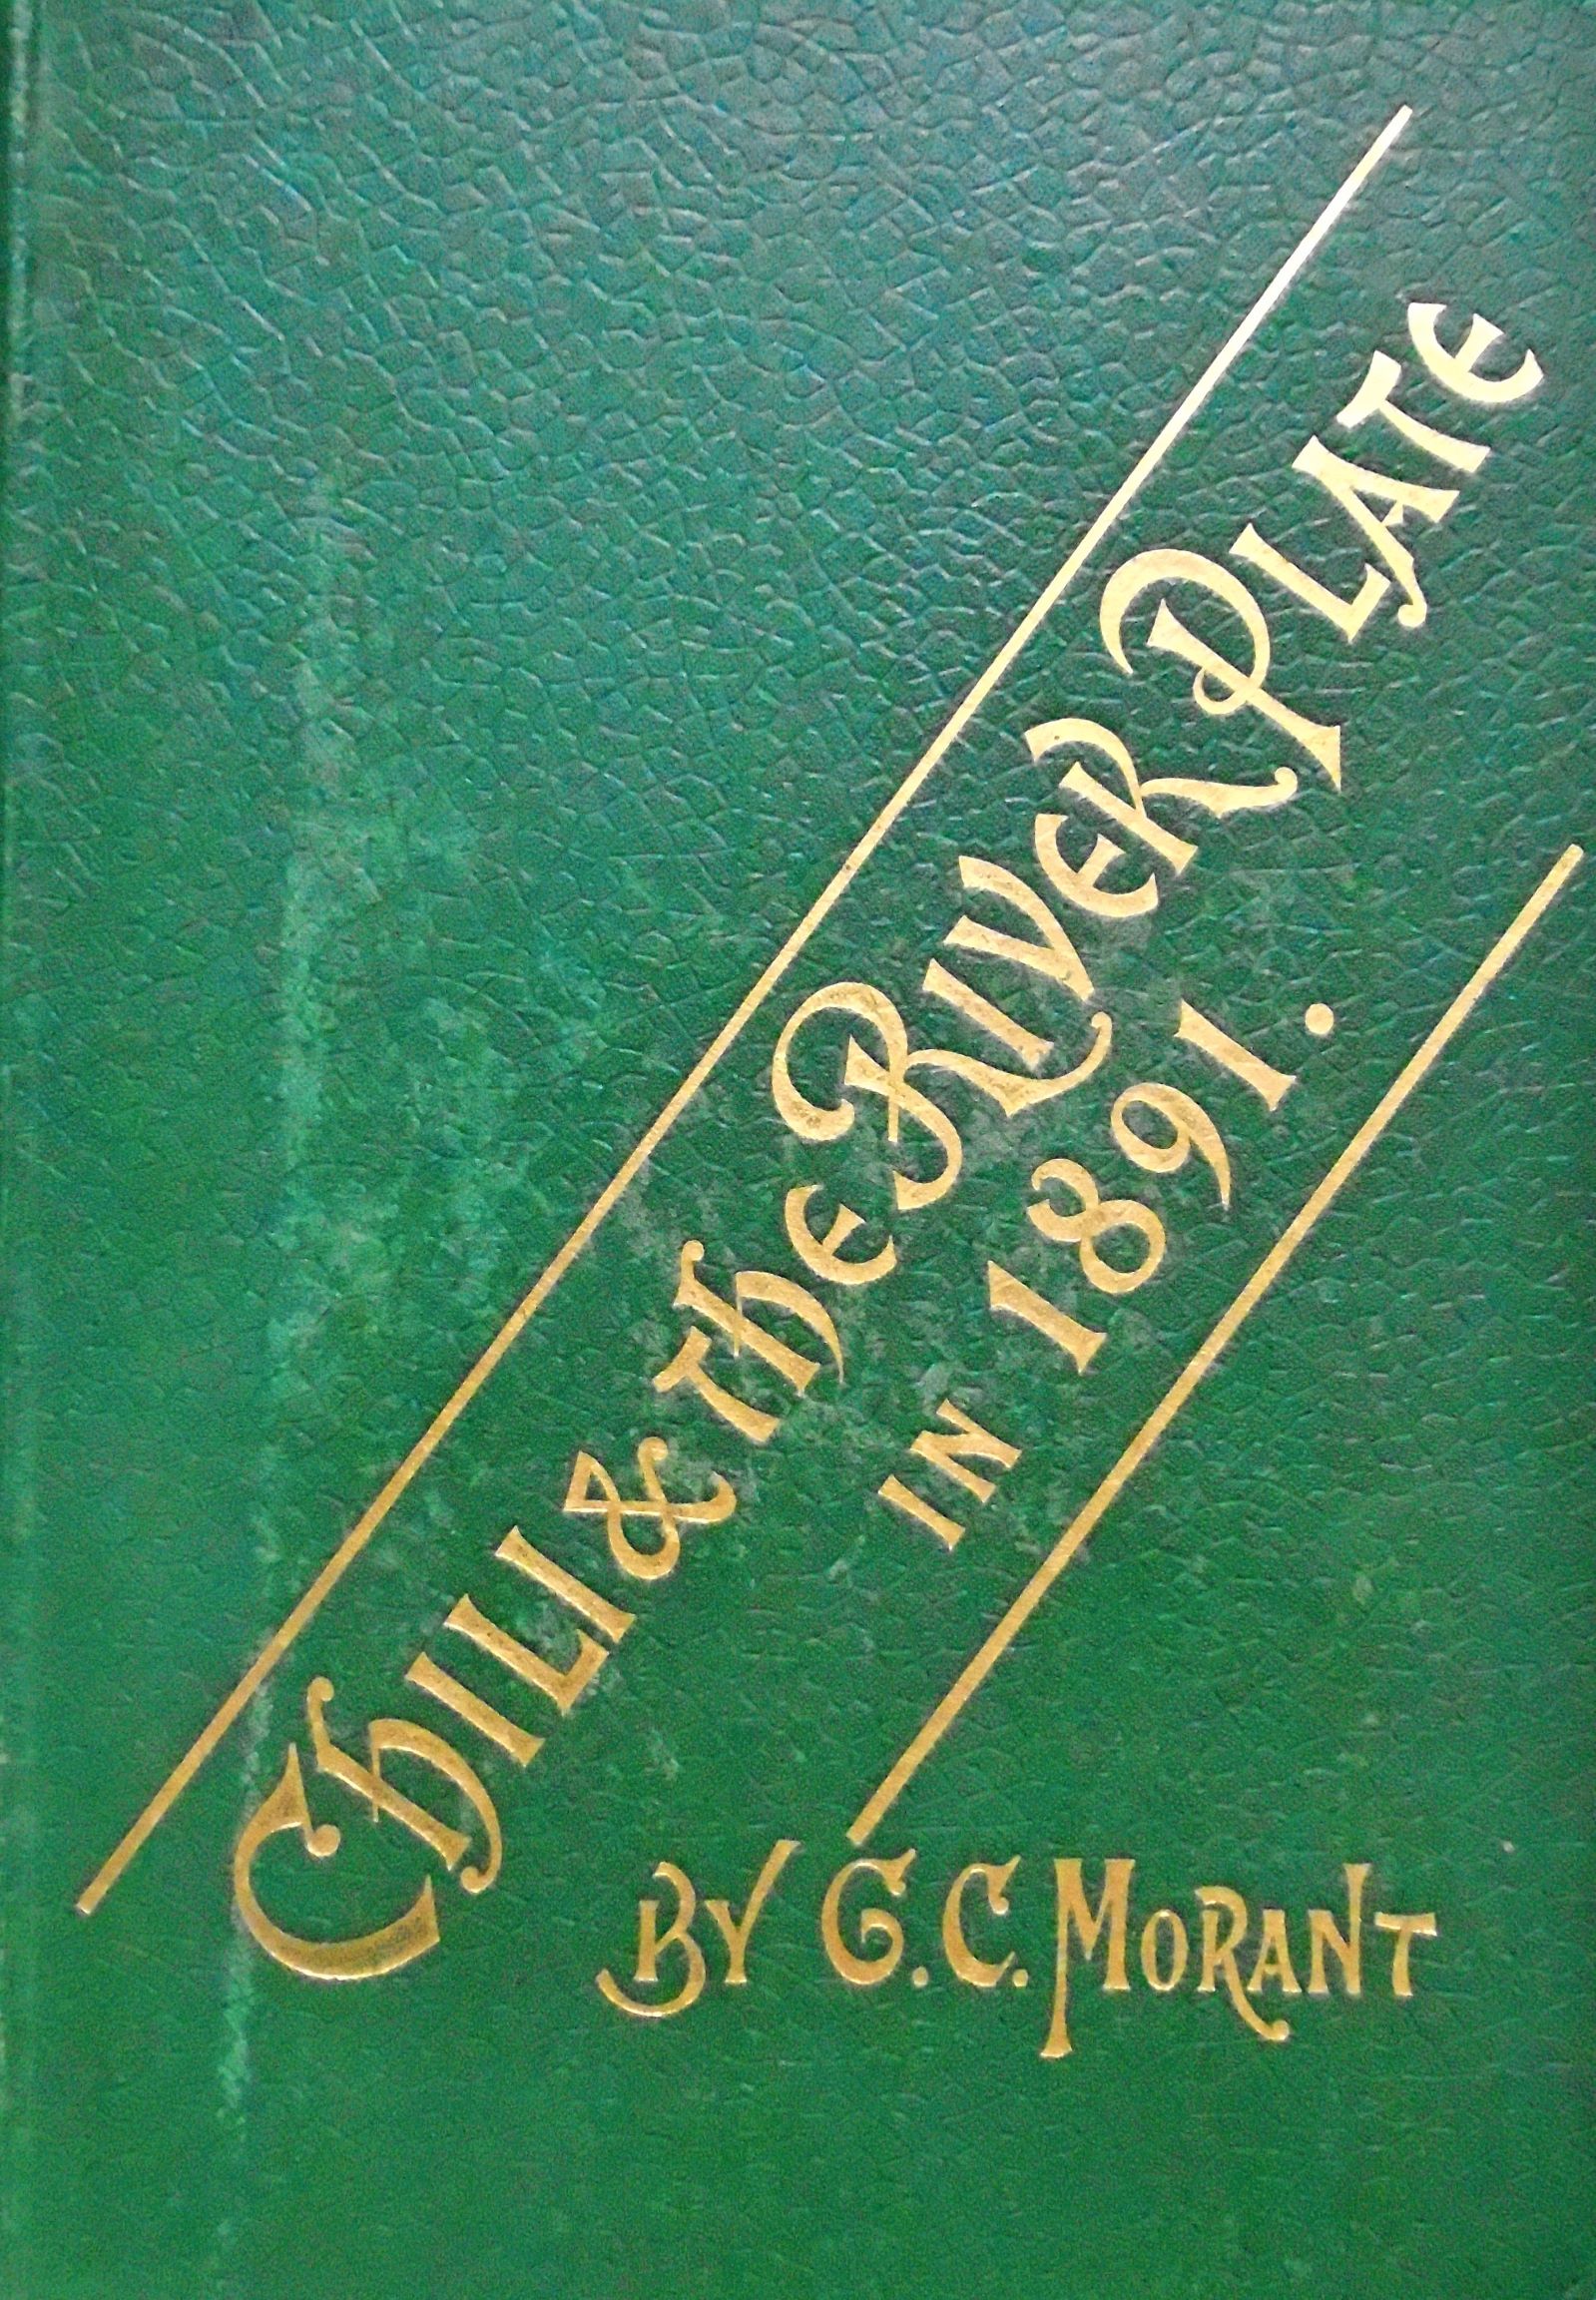 Chili & the River Plate
in 1891.
By G. C. Morant